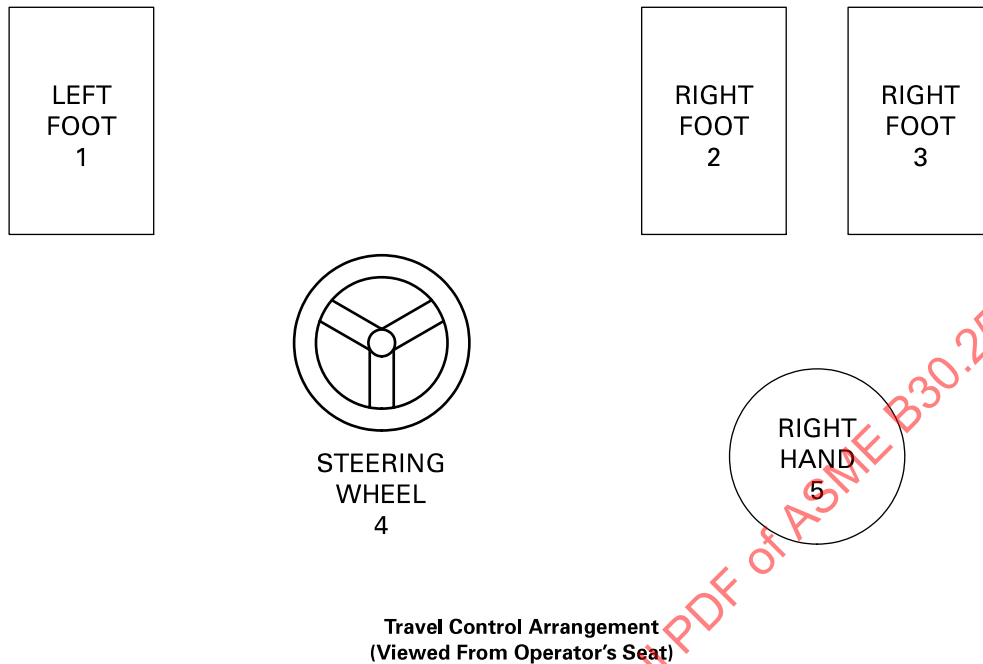 LEFT
FOOT
1
RIGHT
FOOT
2
RIGHT
FOOT
3
STEERING
WHEEL
4
RIGHT
HAND
5
Travel Control Arrangement
(Viewed From Operator's Seat)
PDF of ASME B30.25